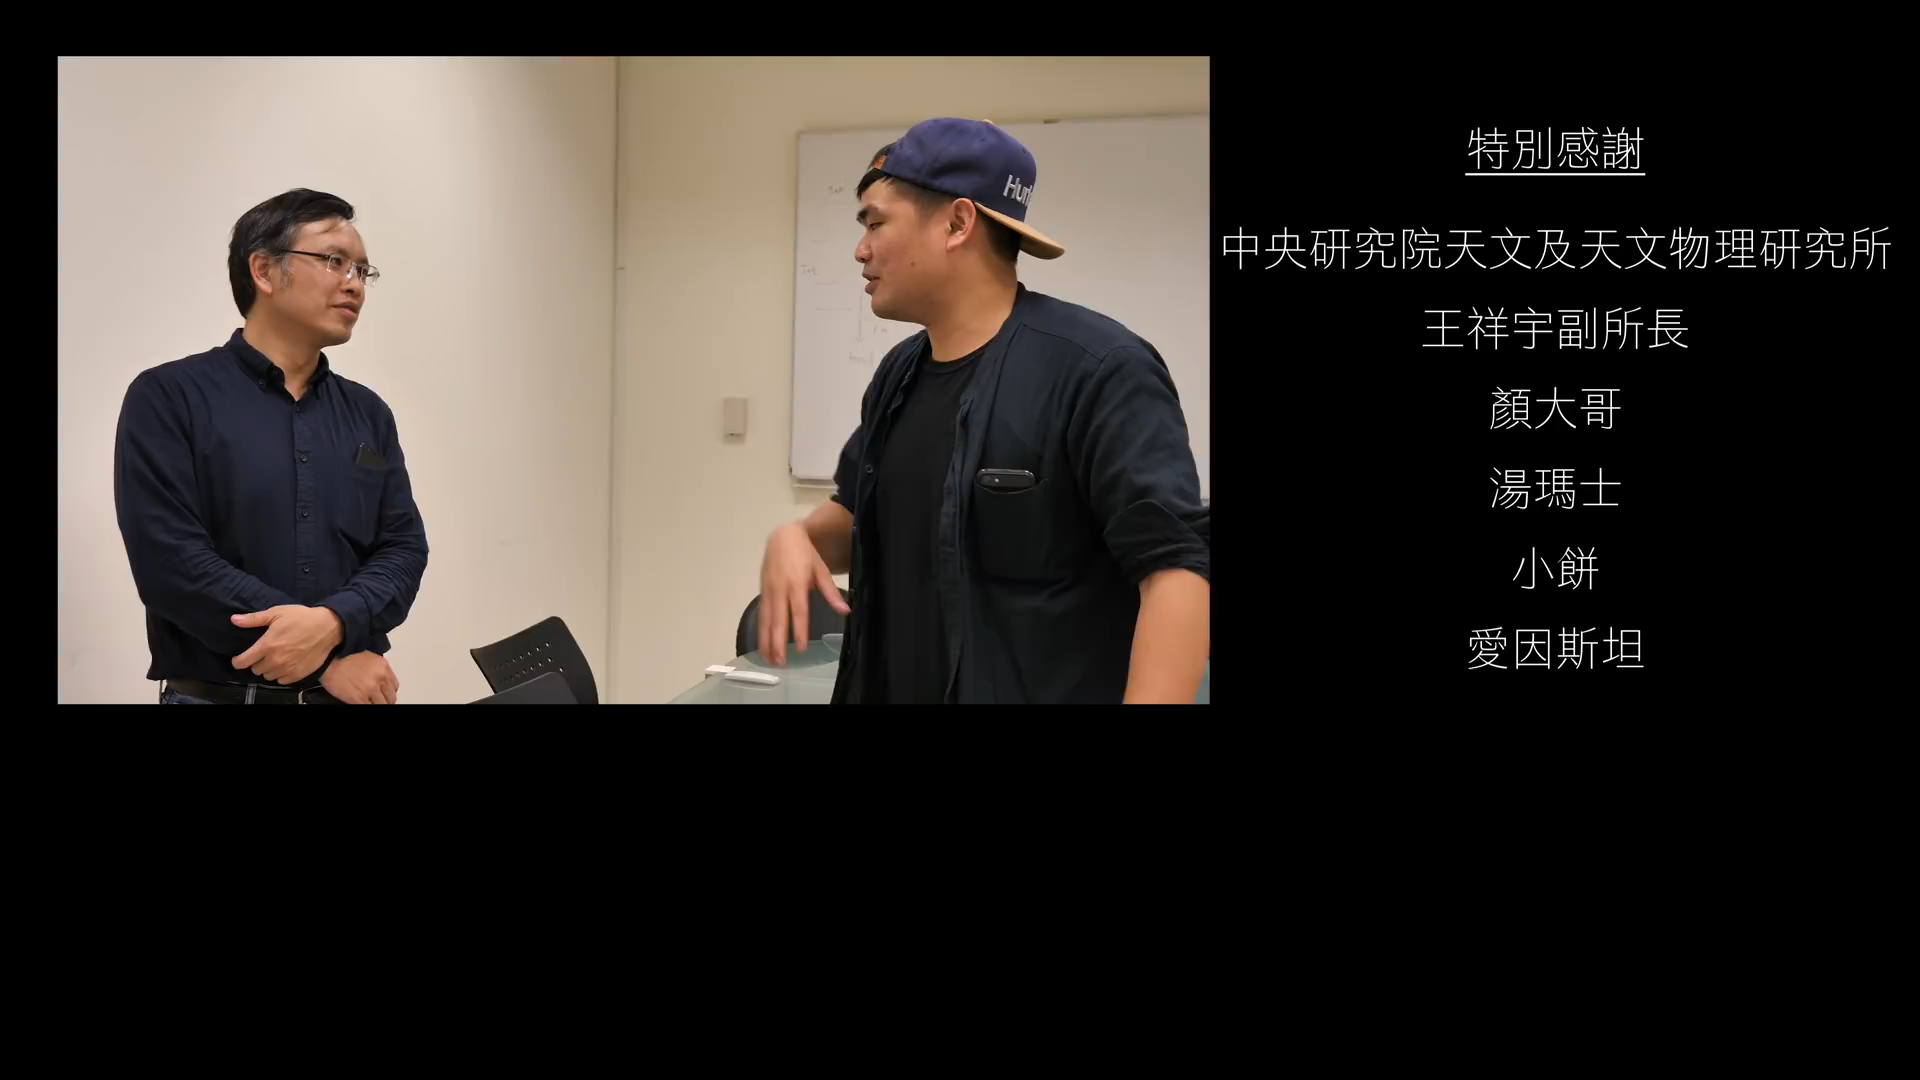 特別感謝
中央研究院天文及天文物理研究所
王祥宇副所長
顏大哥
湯瑪士
小餅
愛因斯坦